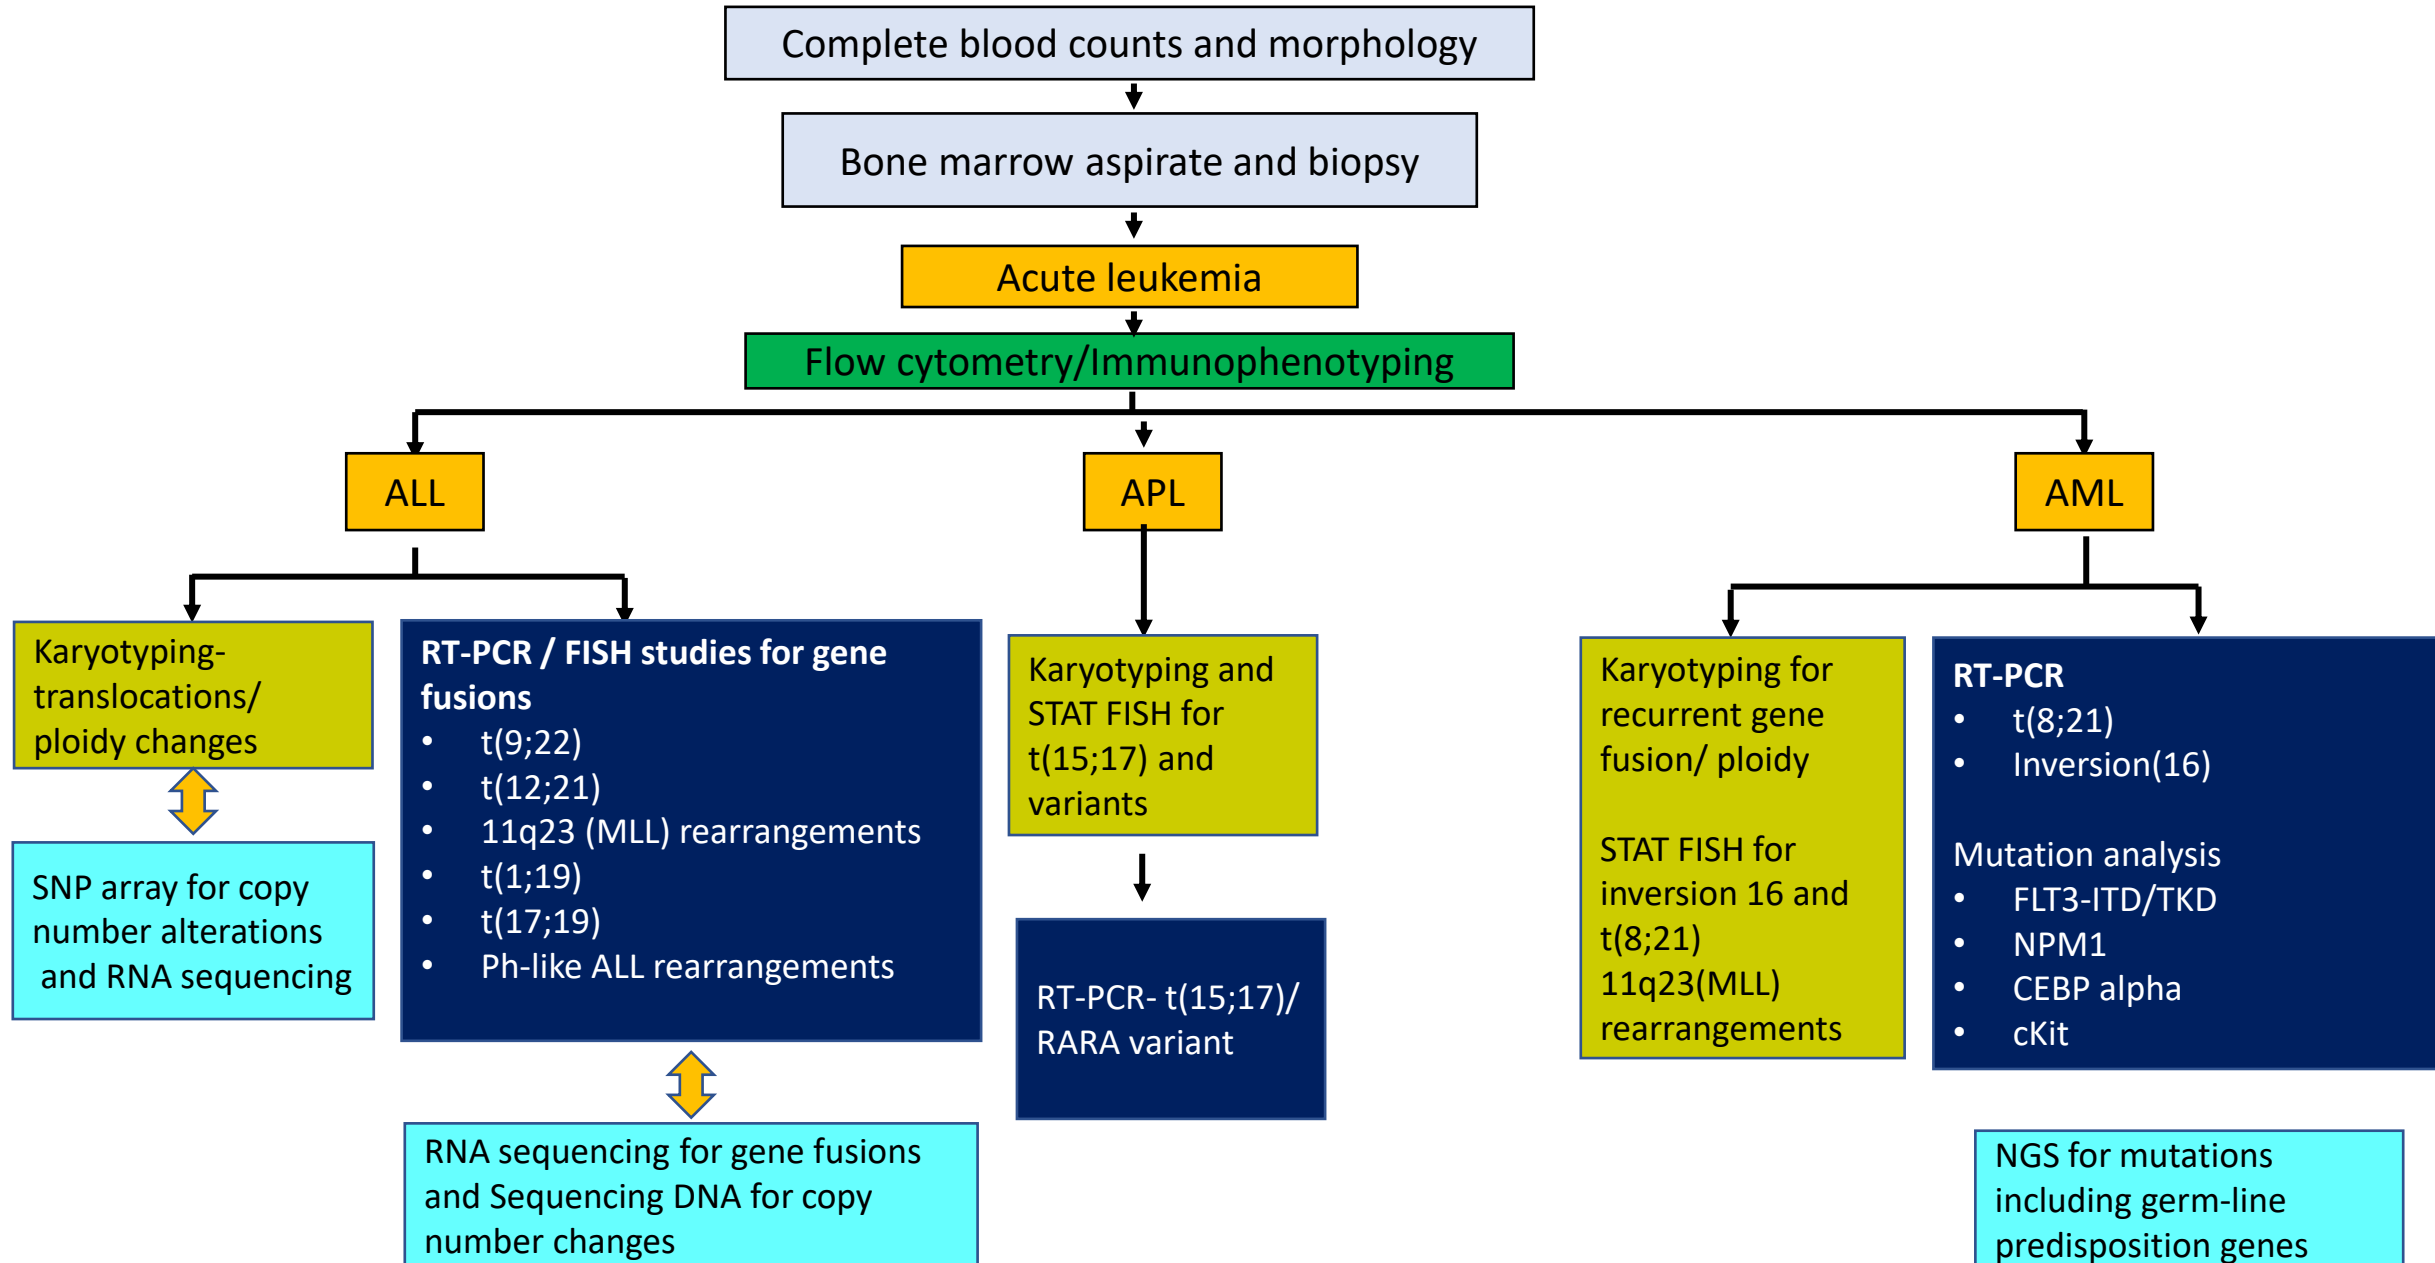 Complete blood counts and morphology
Bone marrow aspirate and biopsy
Acute leukemia
Flow cytometry/Immunophenotyping
ALL
APL
AML
Karyotyping-
translocations/
ploidy changes
SNP array for copy
number alterations
and RNA sequencing
RT-PCR / FISH studies for gene
fusions
• t(9;22)
• t(12;21)
• 11q23 (MLL) rearrangements
• t(1;19)
• t(17;19)
• Ph-like ALL rearrangements
RNA sequencing for gene fusions
and Sequencing DNA for copy
number changes
Karyotyping and
STAT FISH for
t(15;17) and
variants
RT-PCR- t(15;17)/
RARA variant
Karyotyping for
recurrent gene
fusion/ ploidy
STAT FISH for
inversion 16 and
t(8;21)
11q23(MLL)
rearrangements
RT-PCR
• t(8;21)
• Inversion(16)
Mutation analysis
• FLT3-ITD/TKD
• NPM1
• CEBP alpha
• cKit
NGS for mutations
including germ-line
predisposition genes